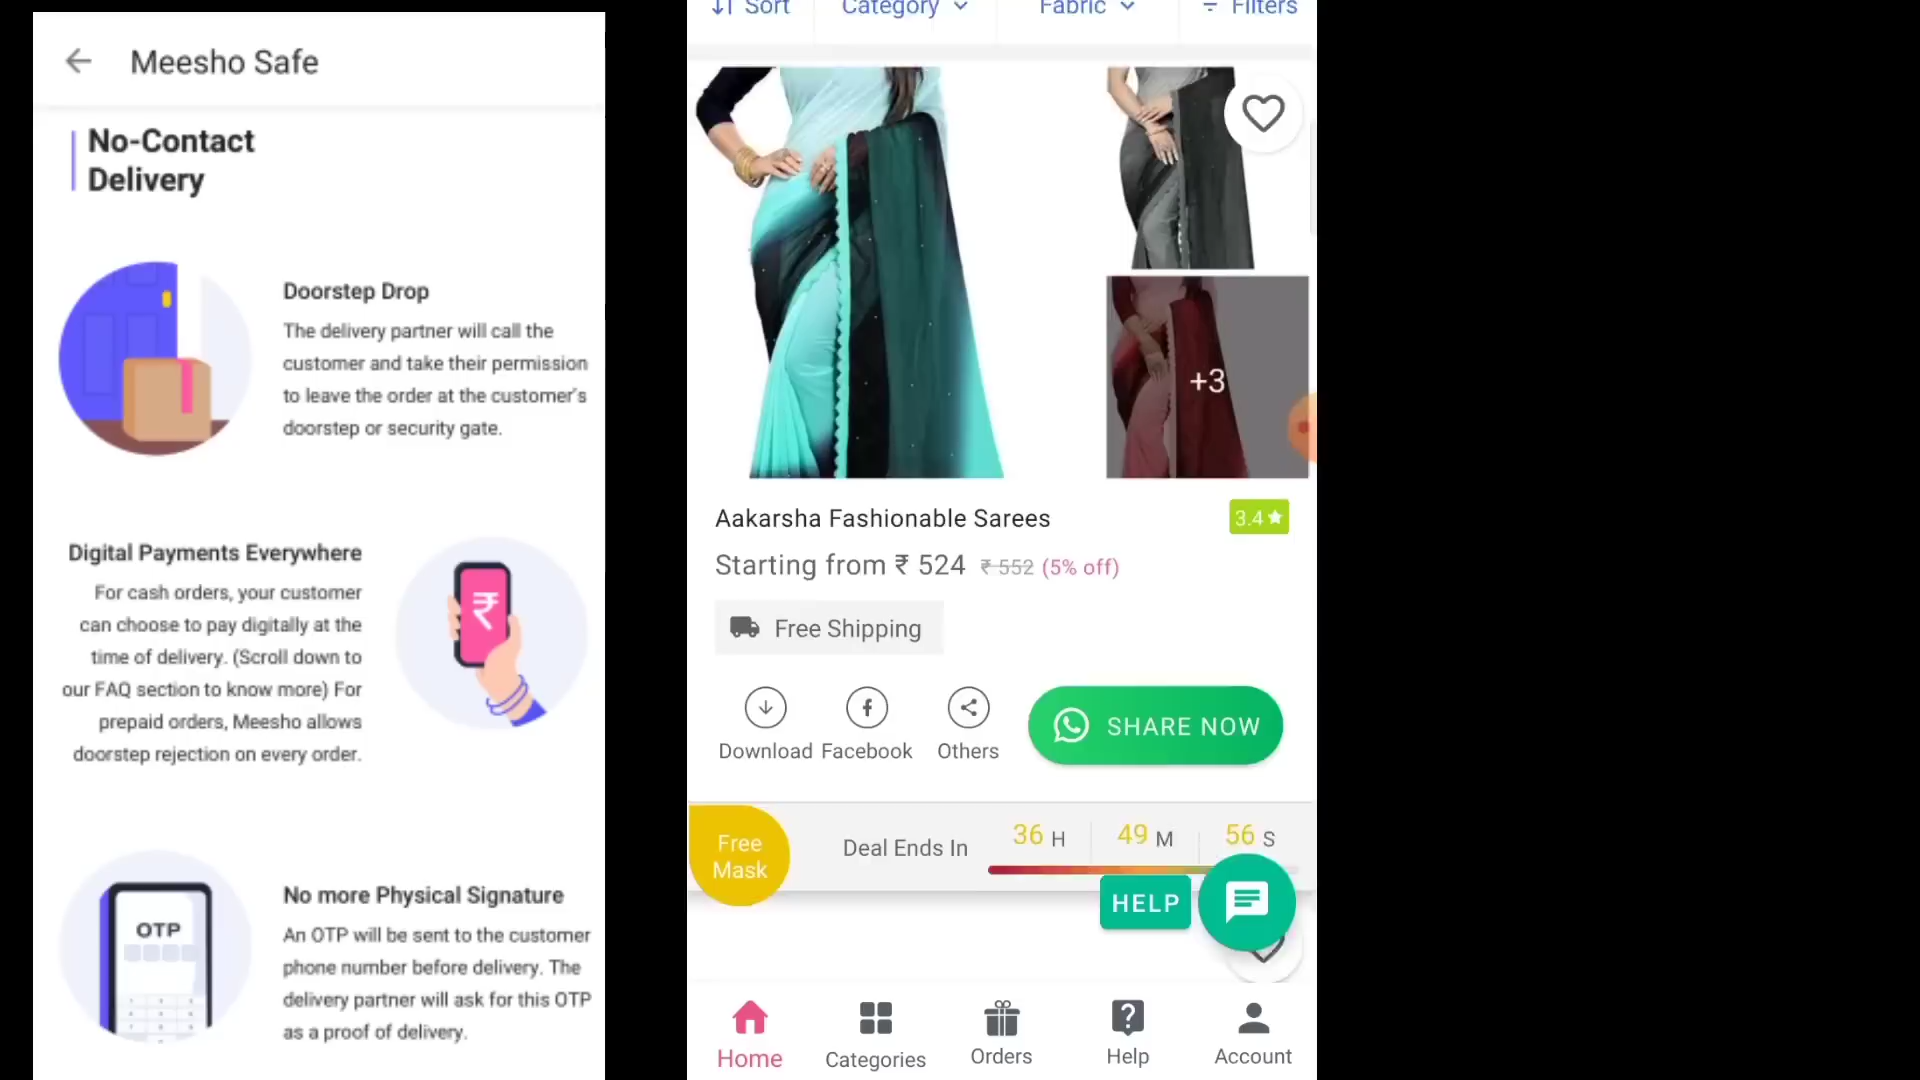 Meesho Safe
No-Contact
Delivery
Doorstep Drop
The delivery partner will call the
customer and take their permission
to leave the order at the customer's
doorstep or security gate.
Digital Payments Everywhere
For cash orders, your customer
can choose to pay digitally at the
time of delivery. (Scroll down to
our FAQ section to know more) For
prepaid orders, Meesho allows
doorstep rejection on every order.
₹
OTP
No more Physical Signature
An OTP will be sent to the customer
phone number before delivery. The
delivery partner will ask for this OTP
as a proof of delivery.
Sort Category Fabric Filters
+3
Aakarsha Fashionable Sarees 3.4
Starting from ₹ 524 ₹ 552 (5% off)
Free Shipping
Download Facebook Others SHARE NOW
Free
Mask
Deal Ends In 36 H 49 M 56 S
HELP
Home Categories Orders Help Account